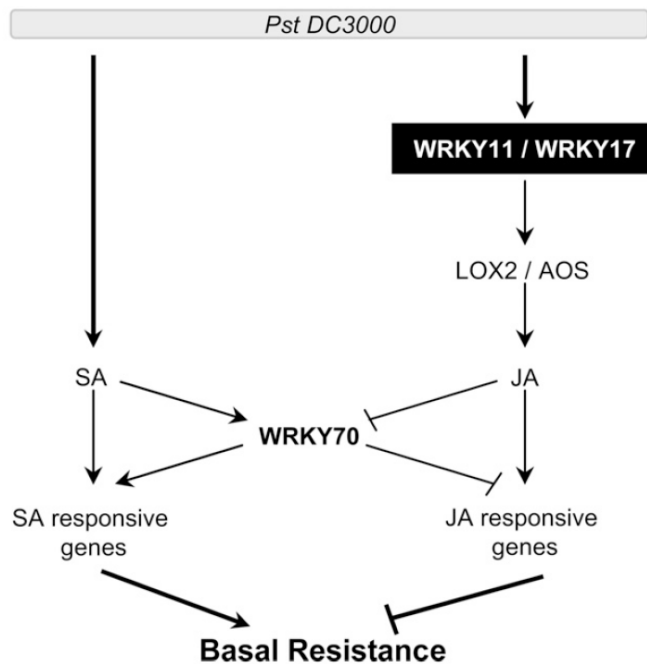 Pst DC3000
WRKY11 / WRKY17
LOX2 / AOS
SA
JA
WRKY70
SA responsive
genes
JA responsive
genes
Basal Resistance